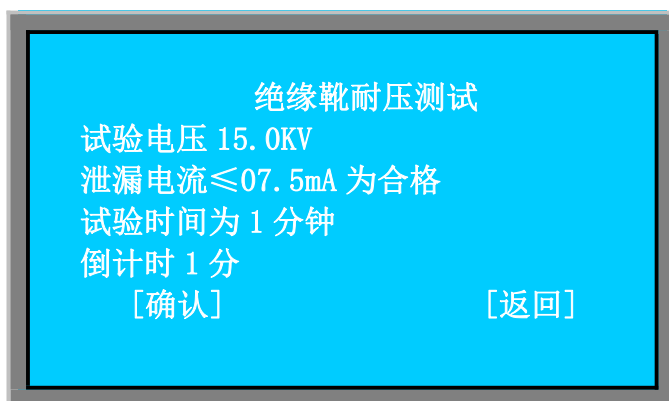 绝缘靴耐压测试
试验电压 15.0KV
泄漏电流≤07.5mA 为合格
试验时间为 1 分钟
倒计时 1 分
[确认] [返回]